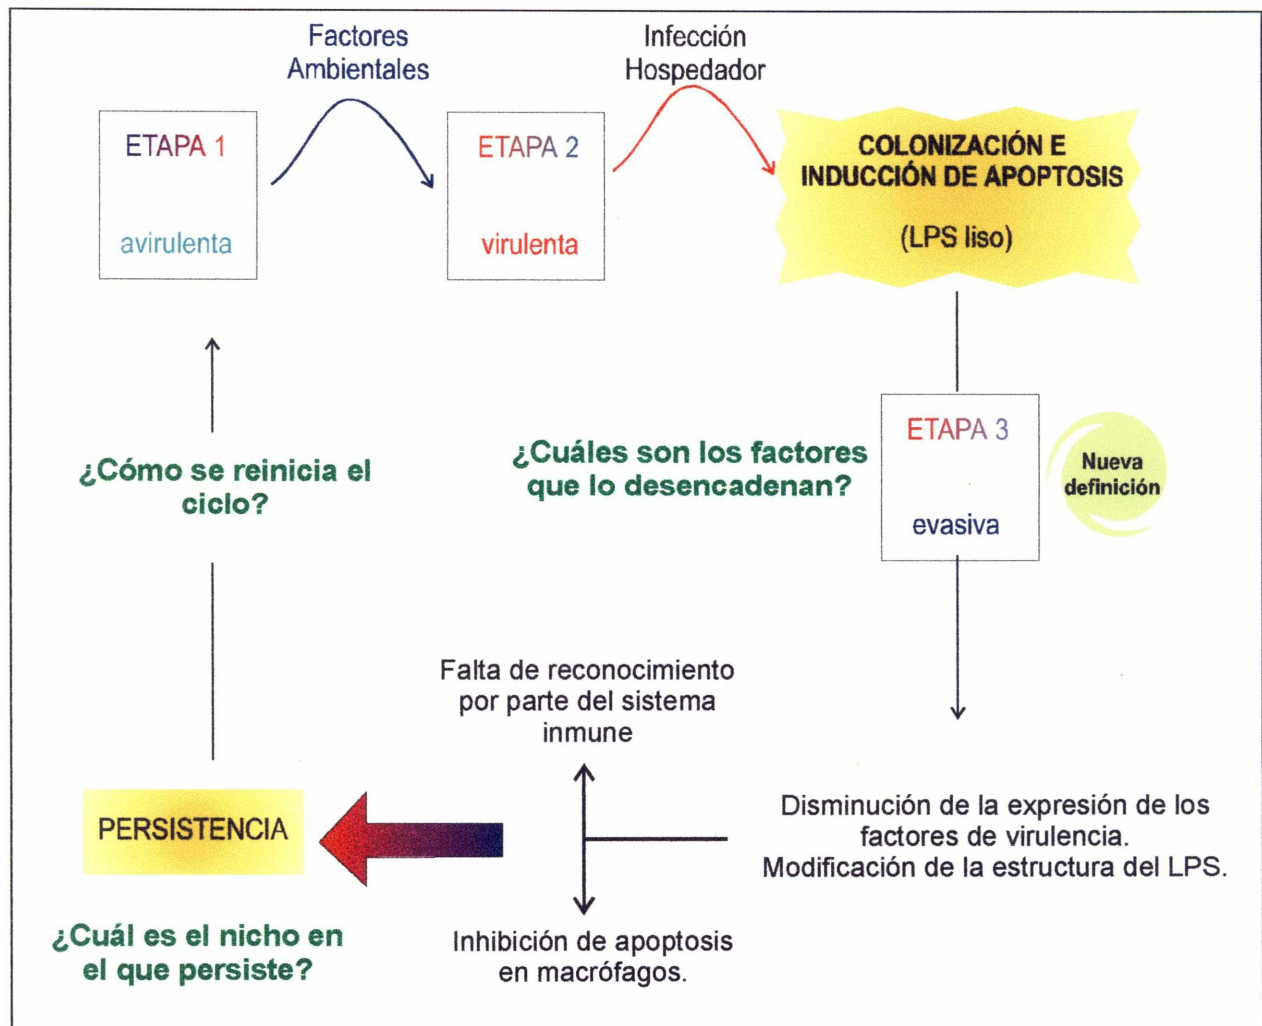 Factores
Ambientales
Infección
Hospedador
ETAPA 1
avirulenta
ETAPA 2
virulenta
COLONIZACIÓN E
INDUCCIÓN DE APOPTOSIS
(LPS liso)
¿Cómo se reinicia el
ciclo?
¿Cuáles son los factores
que lo desencadenan?
ETAPA 3
evasiva
Nueva
definición
Falta de reconocimiento
por parte del sistema
inmune
PERSISTENCIA
Disminución de la expresión de los
factores de virulencia.
Modificación de la estructura del LPS.
¿Cuál es el nicho en
el que persiste?
Inhibición de apoptosis
en macrófagos.